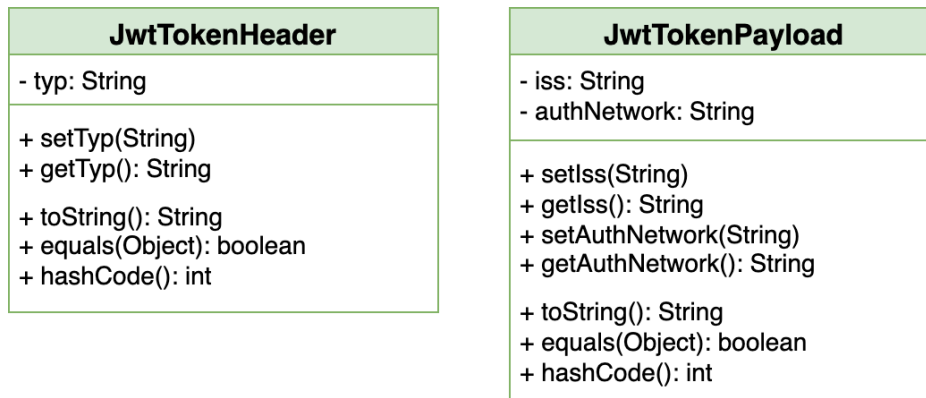 JwtTokenHeader
- typ: String
+ setTyp(String)
+ getTyp(): String
+ toString(): String
+ equals(Object): boolean
+ hashCode(): int
JwtTokenPayload
- iss: String
- authNetwork: String
+ setIss(String)
+ getIss(): String
+ setAuthNetwork(String)
+ getAuthNetwork(): String
+ toString(): String
+ equals(Object): boolean
+ hashCode(): int